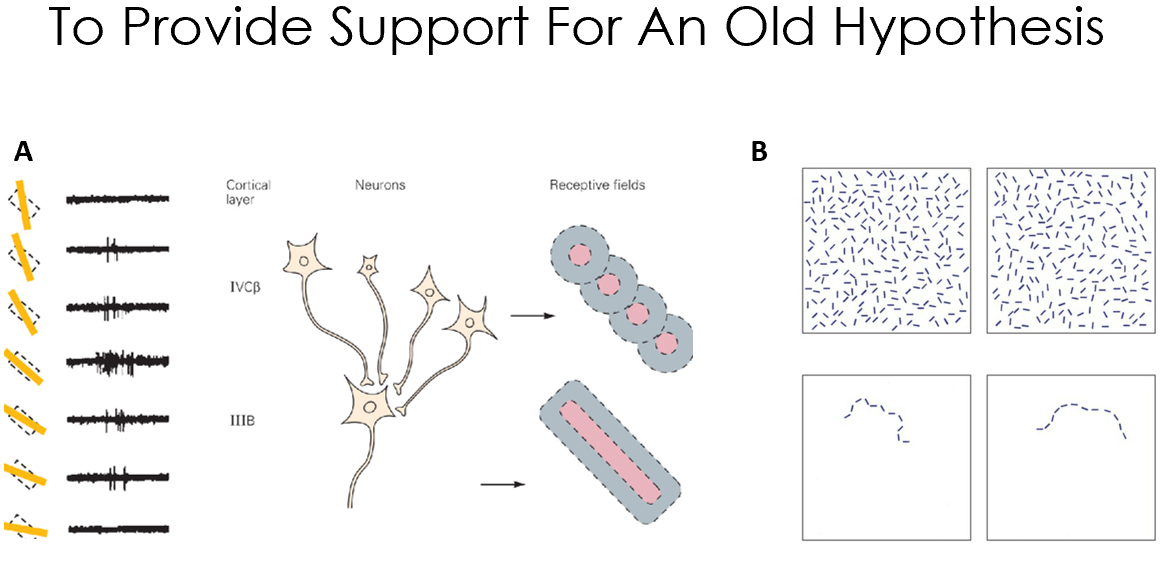 To Provide Support For An Old Hypothesis
A
B
Cortical
layer
Neurons
Receptive fields
IVCβ
IIIB